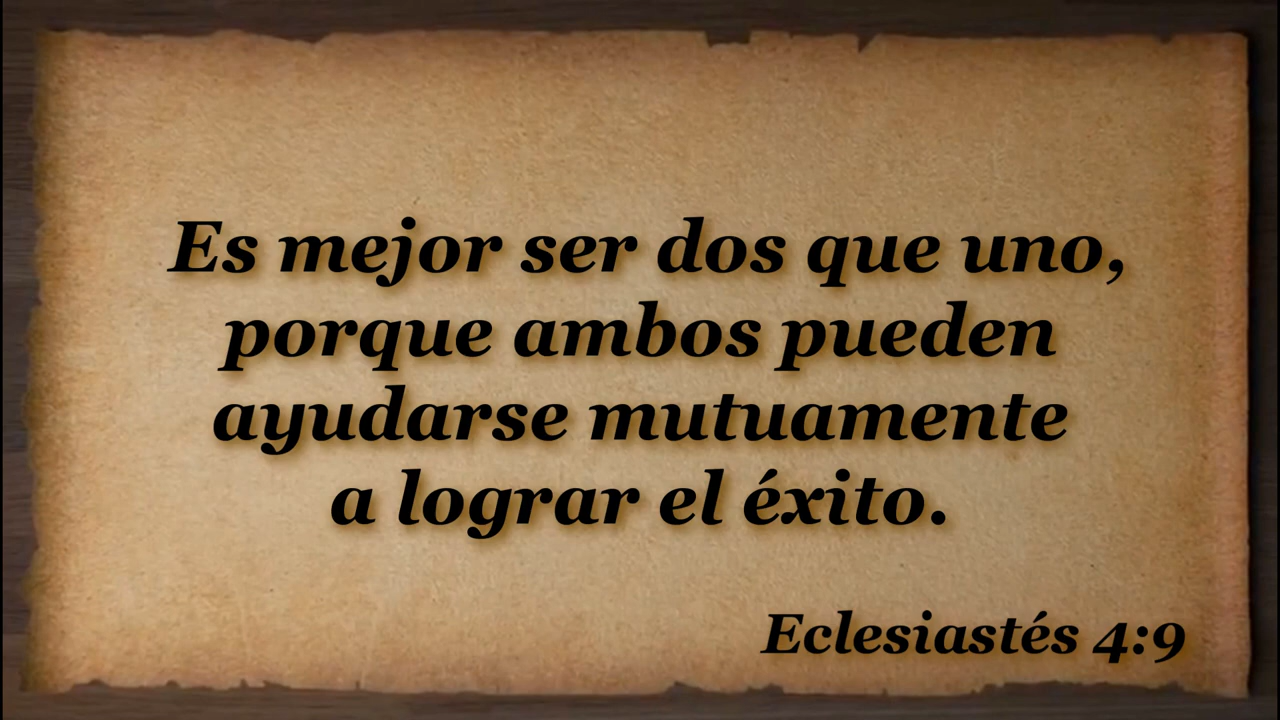 Es mejor ser dos que uno,
porque ambos pueden
ayudarse mutuamente
a lograr el éxito.
Eclesiastés 4:9